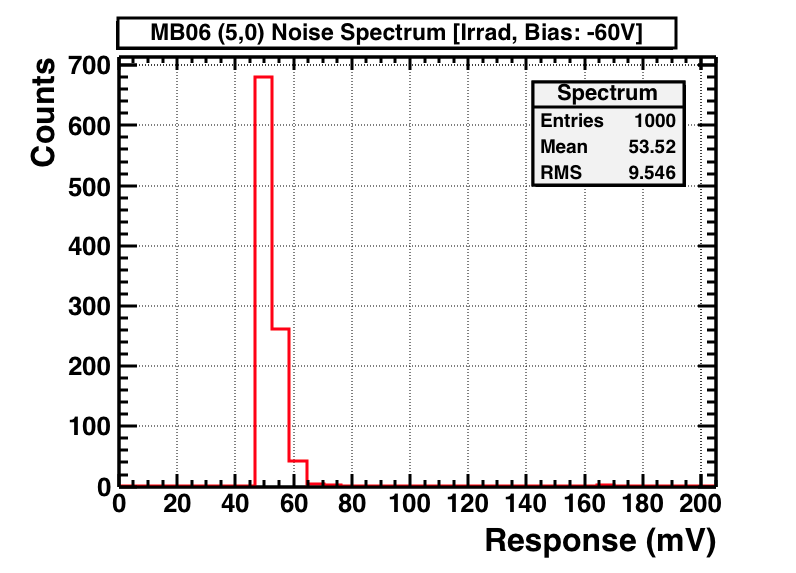 MB06 (5,0) Noise Spectrum [Irrad, Bias: -60V]
Counts
700
600
500
400
300
200
100
0
Spectrum
Entries 1000
Mean 53.52
RMS 9.546
0 20 40 60 80 100 120 140 160 180 200
Response (mV)